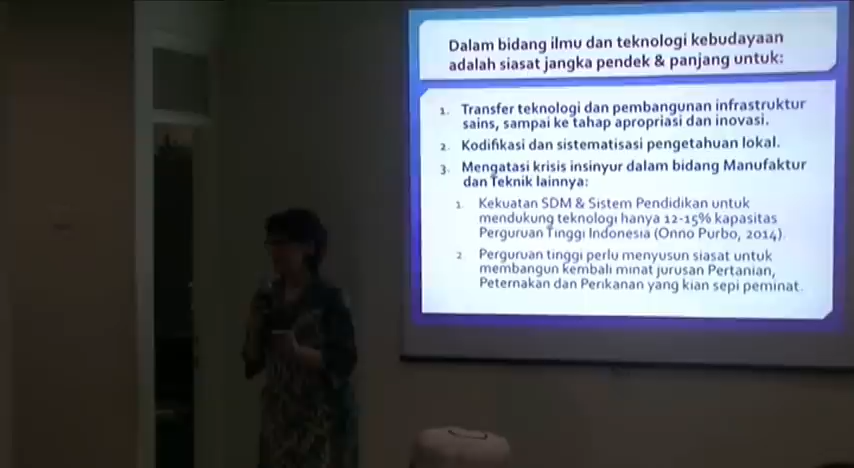 Dalam bidang ilmu dan teknologi kebudayaan
adalah siasat jangka pendek & panjang untuk:
1. Transfer teknologi dan pembangunan infrastruktur
sains, sampai ke tahap apropriasi dan inovasi.
2. Kodifikasi dan sistematisasi pengetahuan lokal.
3. Mengatasi krisis insinyur dalam bidang Manufaktur
dan Teknik lainnya:
1. Kekuatan SDM & Sistem Pendidikan untuk
mendukung teknologi hanya 12-15% kapasitas
Perguruan Tinggi Indonesia (Onno Purbo, 2014).
2. Perguruan tinggi perlu menyusun siasat untuk
membangun kembali minat jurusan Pertanian,
Peternakan dan Perikanan yang kian sepi peminat.